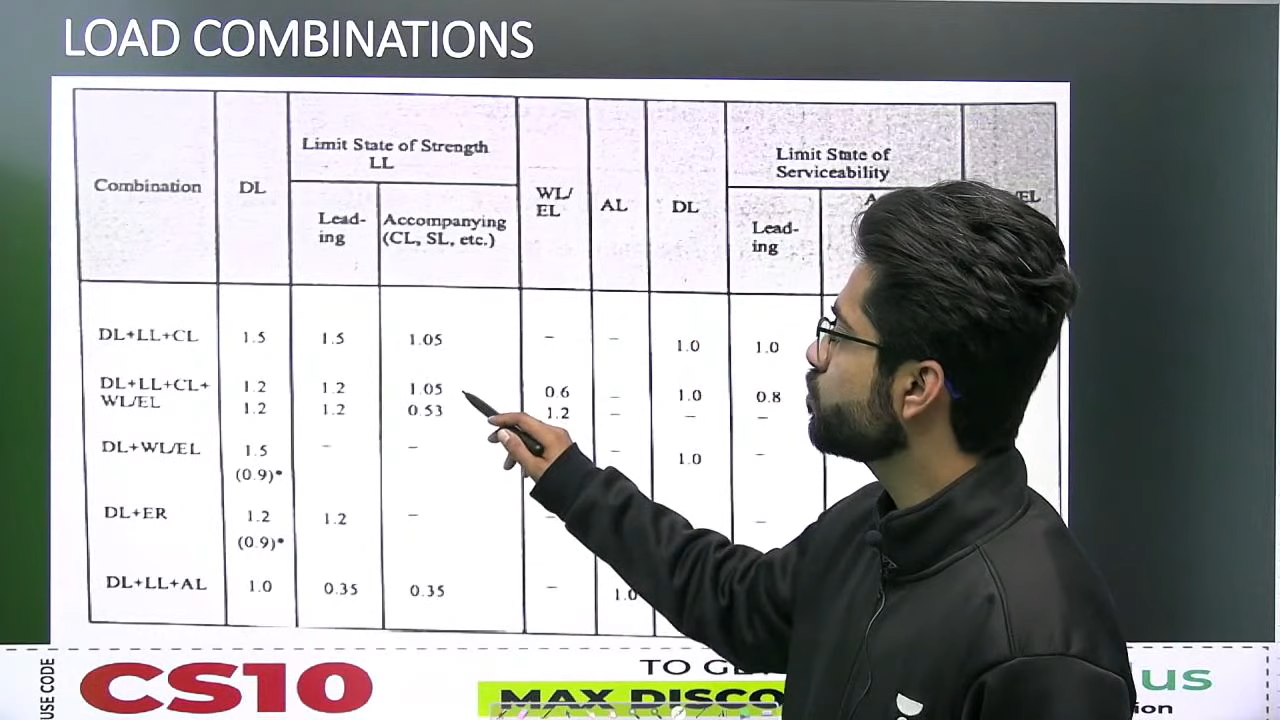 LOAD COMBINATIONS
Combination
DL
Limit State of Strength
LL
Lead-
ing
Accompanying
(CL, SL, etc.)
WL/
EL
AL
DL
Limit State of
Serviceability
Lead-
ing
A
EL
DL+LL+CL 1.5 1.5 1.05 – – 1.0 1.0
DL+LL+CL+ 1.2 1.2 1.05 0.6 – 1.0 0.8
WL/EL 1.2 1.2 0.53 1.2 – – –
DL+WL/EL 1.5 – – – 1.0 –
(0.9)*
DL+ER 1.2 1.2 – – –
(0.9)*
DL+LL+AL 1.0 0.35 0.35 – 1.0
USE CODE
CS10
TO GE
MAX DISCO
lus
ion